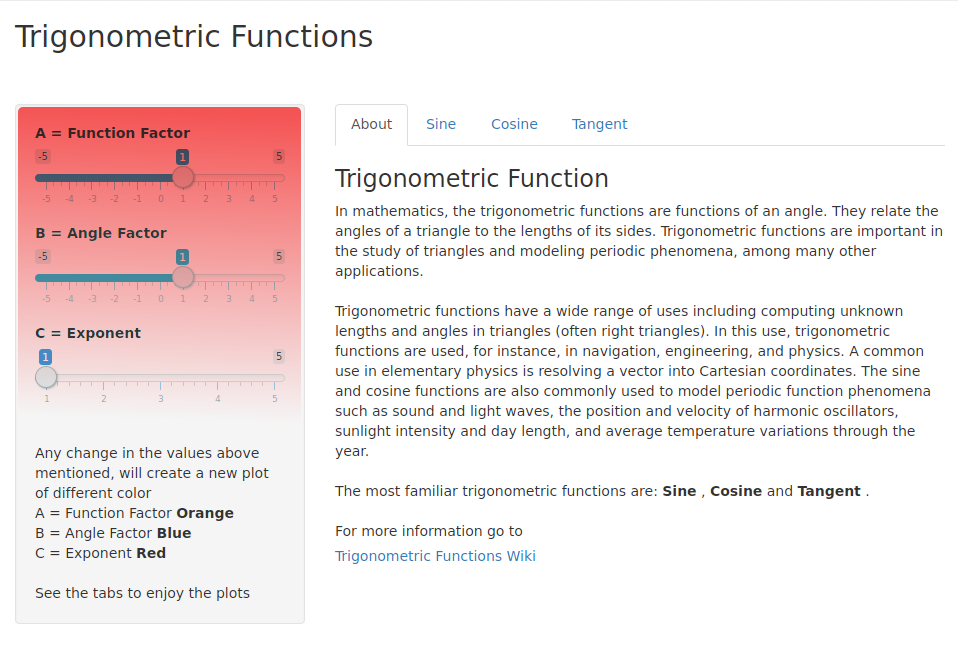 Trigonometric Functions
A = Function Factor
-5 1 5
-5 -4 -3 -2 -1 0 1 2 3 4 5
B = Angle Factor
-5 1 5
-5 -4 -3 -2 -1 0 1 2 3 4 5
C = Exponent
1 5
1 2 3 4 5
Any change in the values above
mentioned, will create a new plot
of different color
A = Function Factor Orange
B = Angle Factor Blue
C = Exponent Red
See the tabs to enjoy the plots
About Sine Cosine Tangent
Trigonometric Function
In mathematics, the trigonometric functions are functions of an angle. They relate the
angles of a triangle to the lengths of its sides. Trigonometric functions are important in
the study of triangles and modeling periodic phenomena, among many other
applications.
Trigonometric functions have a wide range of uses including computing unknown
lengths and angles in triangles (often right triangles). In this use, trigonometric
functions are used, for instance, in navigation, engineering, and physics. A common
use in elementary physics is resolving a vector into Cartesian coordinates. The sine
and cosine functions are also commonly used to model periodic function phenomena
such as sound and light waves, the position and velocity of harmonic oscillators,
sunlight intensity and day length, and average temperature variations through the
year.
The most familiar trigonometric functions are: Sine , Cosine and Tangent .
For more information go to
Trigonometric Functions Wiki